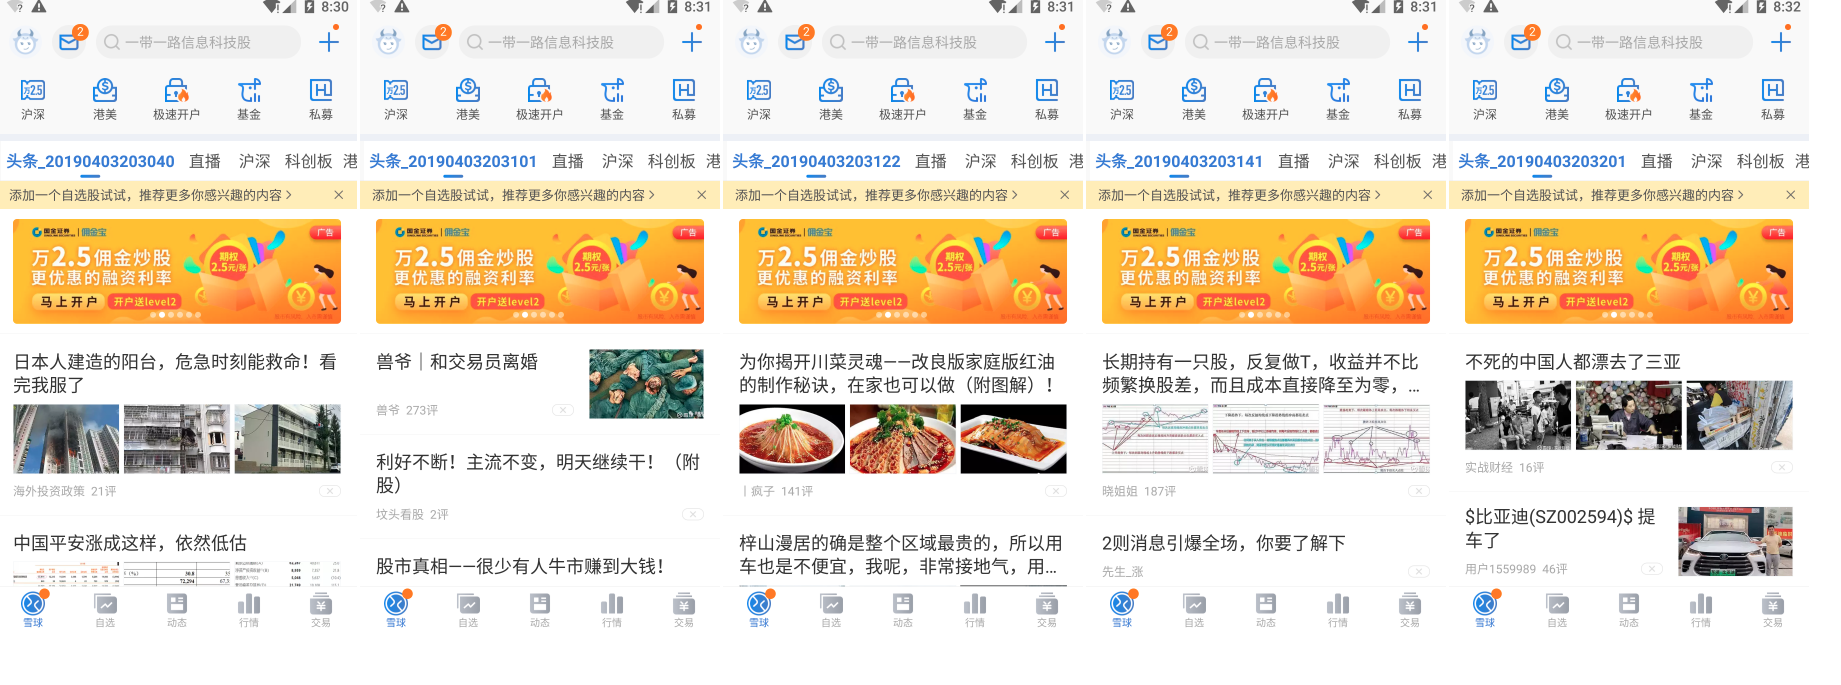 8:30
2
一带一路信息科技股
万2.5
沪深
港美
极速开户
基金
私募
头条_20190403203040
直播
沪深
科创板
港
添加一个自选股试试，推荐更多你感兴趣的内容
国金证券
佣金宝
广告
万2.5佣金炒股
更优惠的融资利率
期权
2.5元/张
马上开户
开户送level2
日本人建造的阳台，危急时刻能救命！看
完我服了
海外投资政策 21评
中国平安涨成这样，依然低估
雪球
自选
动态
行情
交易
8:31
2
一带一路信息科技股
万2.5
沪深
港美
极速开户
基金
私募
头条_20190403203101
直播
沪深
科创板
港
添加一个自选股试试，推荐更多你感兴趣的内容
国金证券
佣金宝
广告
万2.5佣金炒股
更优惠的融资利率
期权
2.5元/张
马上开户
开户送level2
兽爷｜和交易员离婚
兽爷 273评
利好不断！主流不变，明天继续干！（附
股）
坟头看股 2评
股市真相——很少有人牛市赚到大钱！
雪球
自选
动态
行情
交易
8:31
2
一带一路信息科技股
万2.5
沪深
港美
极速开户
基金
私募
头条_20190403203122
直播
沪深
科创板
港
添加一个自选股试试，推荐更多你感兴趣的内容
国金证券
佣金宝
广告
万2.5佣金炒股
更优惠的融资利率
期权
2.5元/张
马上开户
开户送level2
为你揭开川菜灵魂——改良版家庭版红油
的制作秘诀，在家也可以做（附图解）！
丨疯子 141评
梓山漫居的确是整个区域最贵的，所以用
车也是不便宜，我呢，非常接地气，用...
雪球
自选
动态
行情
交易
8:31
2
一带一路信息科技股
万2.5
沪深
港美
极速开户
基金
私募
头条_20190403203141
直播
沪深
科创板
港
添加一个自选股试试，推荐更多你感兴趣的内容
国金证券
佣金宝
广告
万2.5佣金炒股
更优惠的融资利率
期权
2.5元/张
马上开户
开户送level2
长期持有一只股，反复做T，收益并不比
频繁换股差，而且成本直接降至为零，...
晓姐姐 187评
2则消息引爆全场，你要了解下
先生_张
雪球
自选
动态
行情
交易
8:32
2
一带一路信息科技股
万2.5
沪深
港美
极速开户
基金
私募
头条_20190403203201
直播
沪深
科创板
港
添加一个自选股试试，推荐更多你感兴趣的内容
国金证券
佣金宝
广告
万2.5佣金炒股
更优惠的融资利率
期权
2.5元/张
马上开户
开户送level2
不死的中国人都漂去了三亚
实战财经 16评
$比亚迪(SZ002594)$ 提
车了
用户1559989 46评
雪球
自选
动态
行情
交易